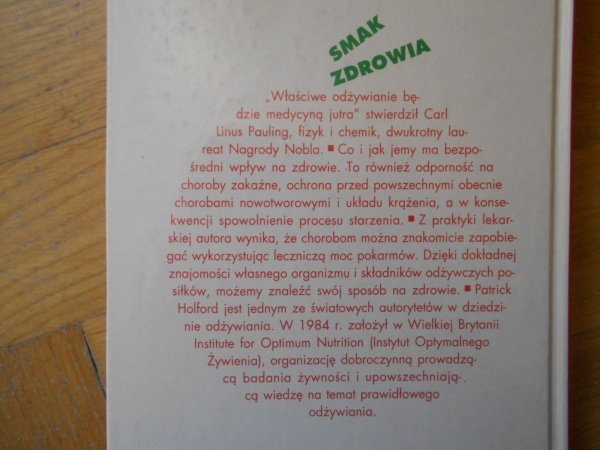 SMAK
ZDROWIA
„Właściwe odżywianie bę-
dzie medycyną jutra" stwierdził Carl
Linus Pauling, fizyk i chemik, dwukrotny lau-
reat Nagrody Nobla. ■ Co i jak jemy ma bezpo-
średni wpływ na zdrowie. To również odporność na
choroby zakaźne, ochrona przed powszechnymi obecnie
chorobami nowotworowymi i układu krążenia, a w konse-
kwencji spowolnienie procesu starzenia. ■ Z praktyki lekar-
skiej autora wynika, że chorobom można znakomicie zapobie-
gać wykorzystując leczniczą moc pokarmów. Dzięki dokładnej
znajomości własnego organizmu i składników odżywczych po-
siłków, możemy znaleźć swój sposób na zdrowie. ■ Patrick
Holford jest jednym ze światowych autorytetów w dziedzi-
nie odżywiania. W 1984 r. założył w Wielkiej Brytanii
Institute for Optimum Nutrition (Instytut Optymalnego
Żywienia), organizację dobroczynną prowadzą-
cą badania żywności i upowszechniają-
cą wiedzę na temat prawidłowego
odżywiania.